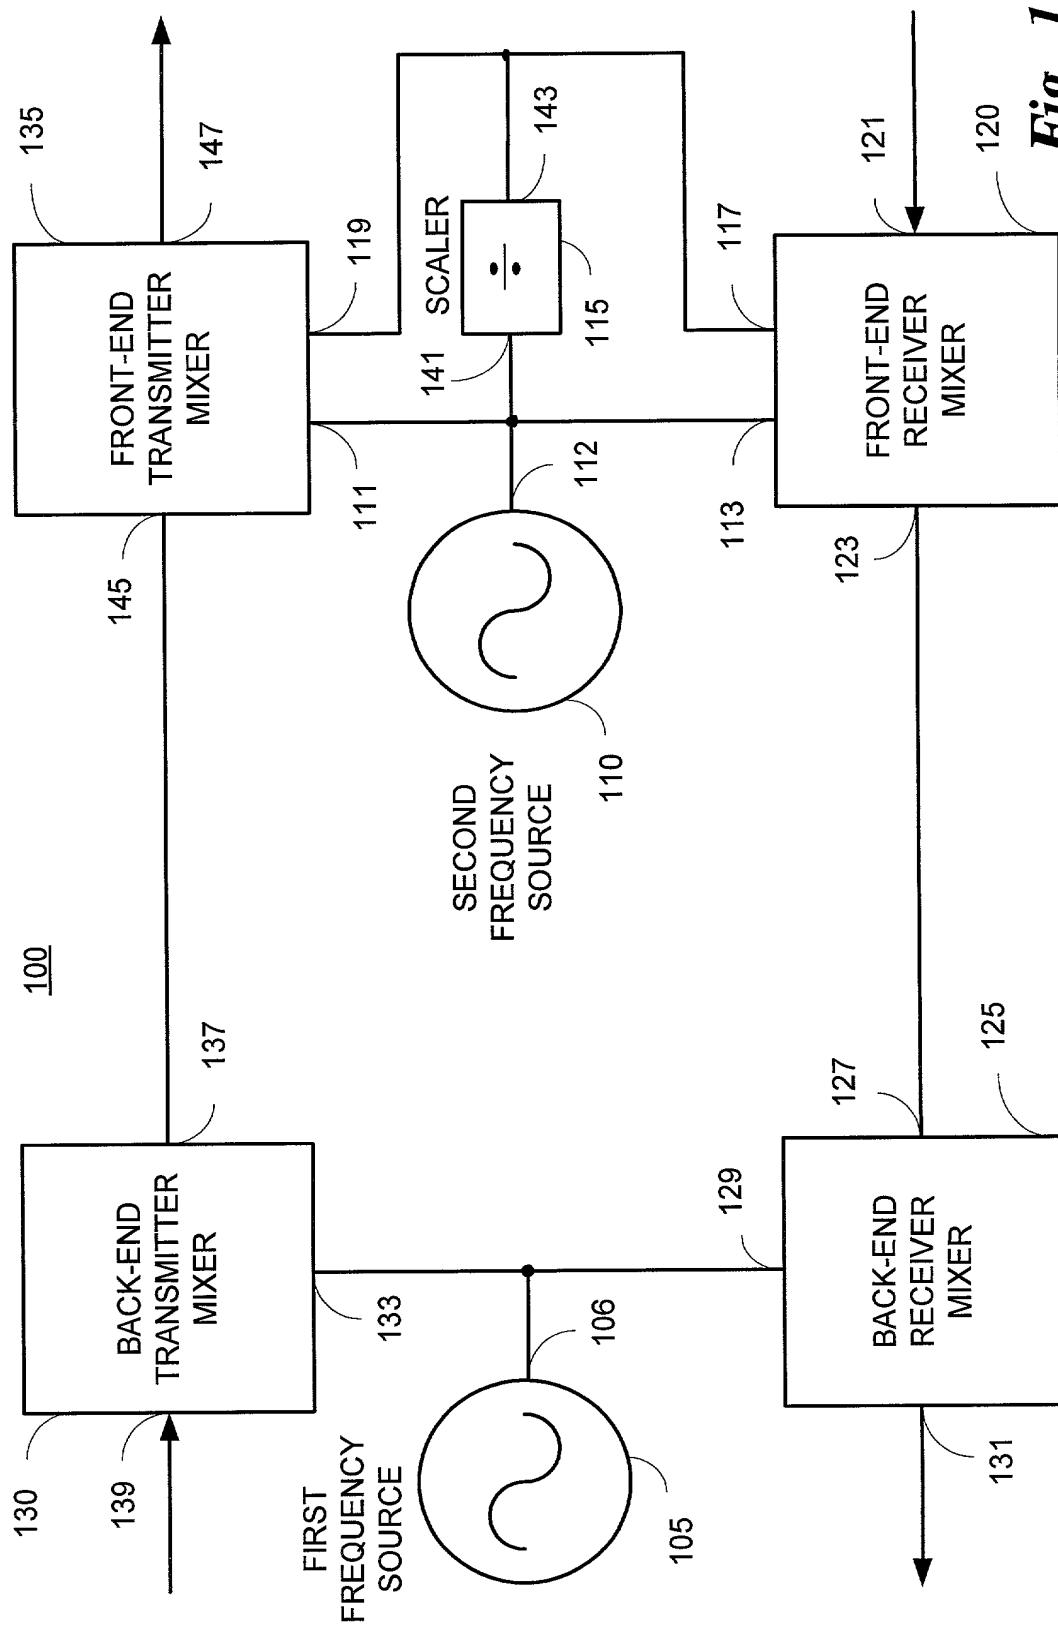 100
130
139
BACK-END
TRANSMITTER
MIXER
137
133
145
FRONT-END
TRANSMITTER
MIXER
135
147
111
119
FIRST
FREQUENCY
SOURCE
105
106
SECOND
FREQUENCY
SOURCE
110
112
141
SCALER
÷
115
143
129
BACK-END
RECEIVER
MIXER
131
127
125
113
117
123
FRONT-END
RECEIVER
MIXER
121
120
Fig. 1